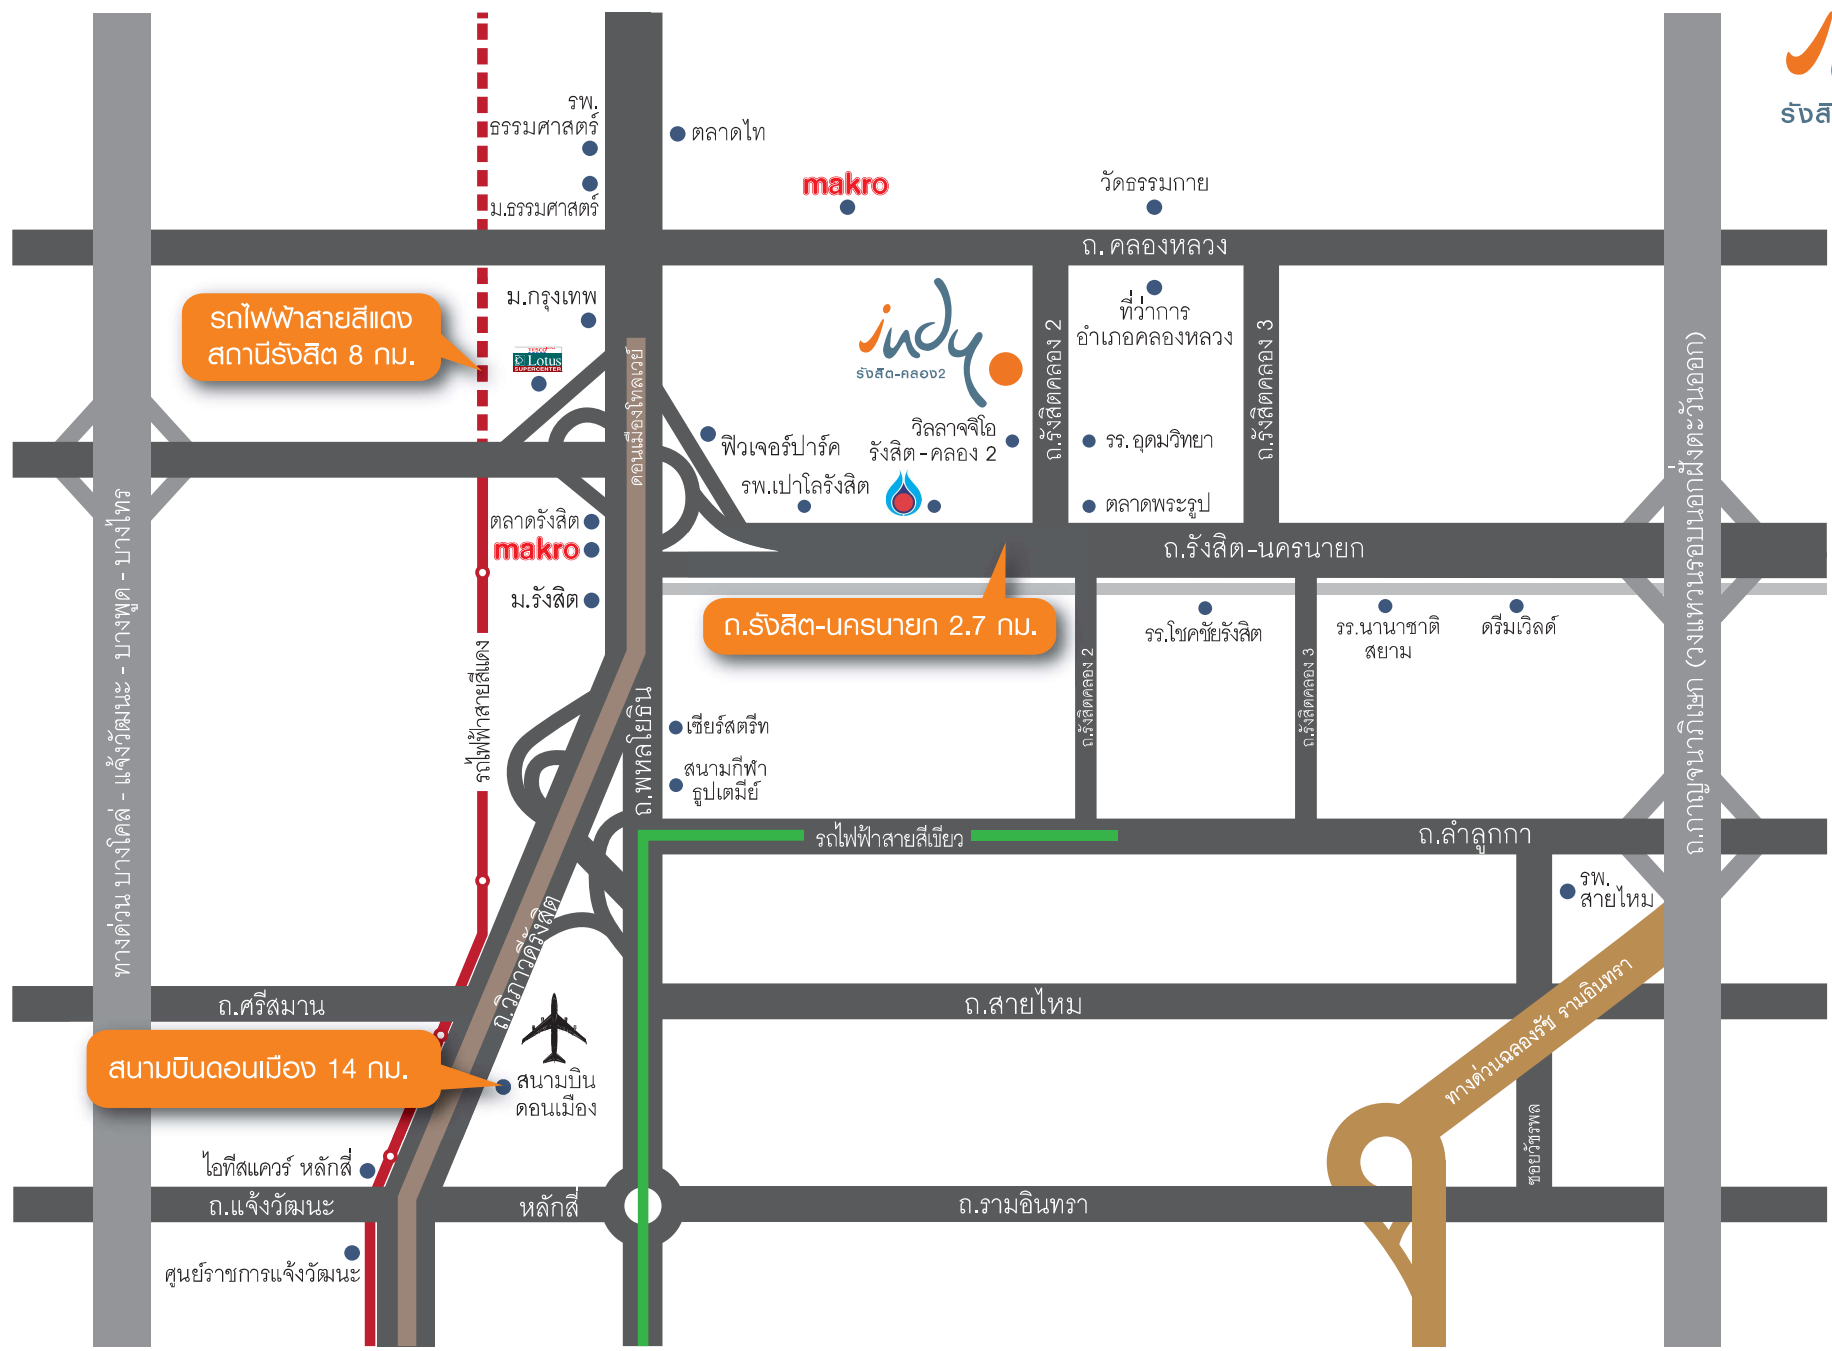 รพ.
ธรรมศาสตร์
ตลาดไท
รังสิ
makro
วัดธรรมกาย
ม.ธรรมศาสตร์
ถ.คลองหลวง
รถไฟฟ้าสายสีแดง
สถานีรังสิต 8 กม.
ม.กรุงเทพ
TESCO
Lotus
SUPERCENTER
indy
รังสิต-คลอง2
ที่ว่าการ
อำเภอคลองหลวง
ถ.รังสิตคลอง 2
ถ.รังสิตคลอง 3
ดอนเมืองโทลเวย์
ฟิวเจอร์ปาร์ค
วิลลาจจิโอ
รังสิต-คลอง 2
รร.อุดมวิทยา
รพ.เปาโลรังสิต
ตลาดพระรูป
ตลาดรังสิต
makro
ม.รังสิต
ถ.รังสิต-นครนายก
ถ.รังสิต-นครนายก 2.7 กม.
รร.โชคชัยรังสิต
รร.นานาชาติ
สยาม
ดรีมเวิลด์
ทางด่วน บางโคล่ - แจ้งวัฒนะ - บางพูด - บางไทร
รถไฟฟ้าสายสีแดง
ถ.รังสิตคลอง 2
ถ.รังสิตคลอง 3
ถ.กาญจนาภิเษก (วงแหวนรอบนอกฝั่งตะวันออก)
ถ.พหลโยธิน
เซียร์สตรีท
สนามกีฬา
ธูปเตมีย์
รถไฟฟ้าสายสีเขียว
ถ.ลำลูกกา
รพ.
สายไหม
ถ.วิภาวดีรังสิต
ถ.ศรีสมาน
ถ.สายไหม
ทางด่วนฉลองรัช รามอินทรา
สนามบินดอนเมือง 14 กม.
สนามบิน
ดอนเมือง
ซอยวัชรพล
ไอทีสแควร์ หลักสี่
ถ.แจ้งวัฒนะ
หลักสี่
ถ.รามอินทรา
ศูนย์ราชการแจ้งวัฒนะ